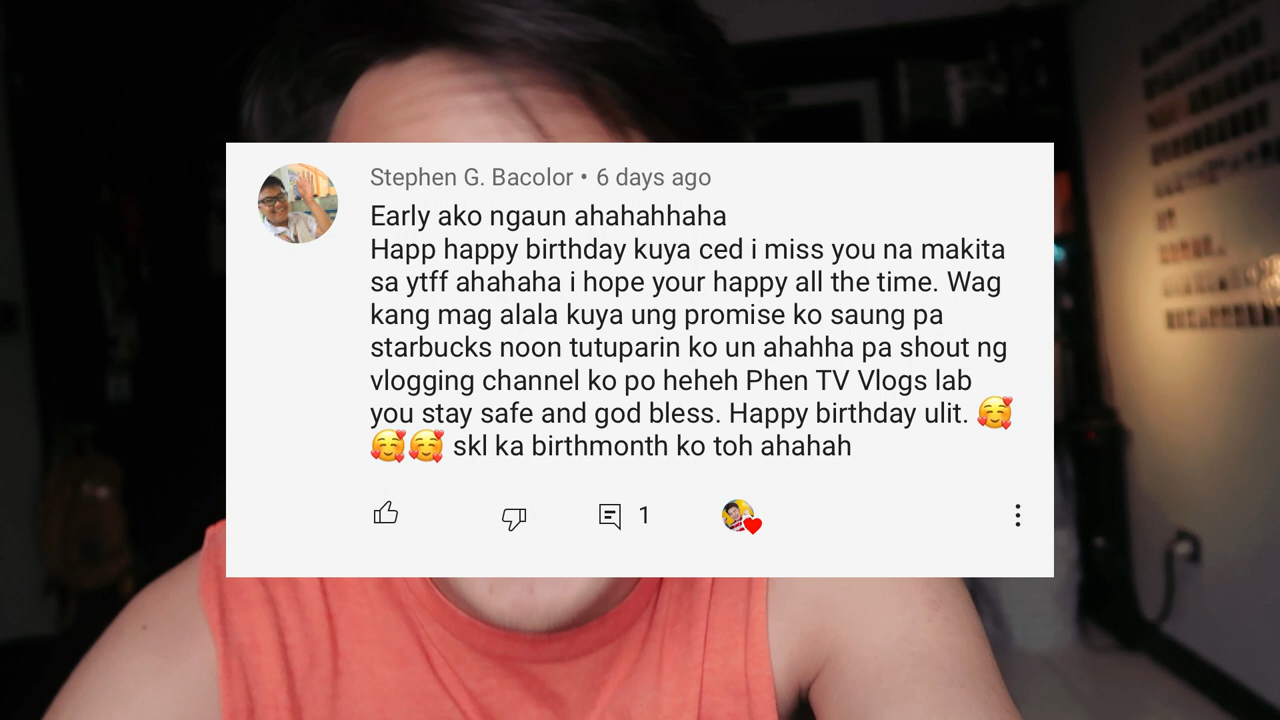 Stephen G. Bacolor • 6 days ago
Early ako ngaun ahahahhaha
Happ happy birthday kuya ced i miss you na makita
sa ytff ahahaha i hope your happy all the time. Wag
kang mag alala kuya ung promise ko saung pa
starbucks noon tutuparin ko un ahahha pa shout ng
vlogging channel ko po heheh Phen TV Vlogs lab
you stay safe and god bless. Happy birthday ulit. 🥰
🥰🥰 skl ka birthmonth ko toh ahahah
1